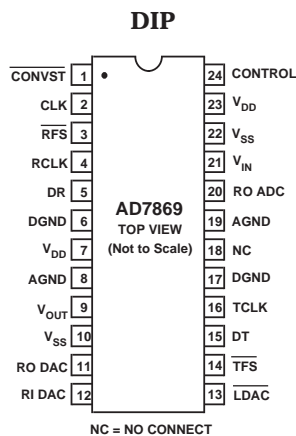 DIP
CONVST 1 24 CONTROL
CLK 2 23 VDD
RFS 3 22 VSS
RCLK 4 21 VIN
DR 5 20 RO ADC
DGND 6 AD7869 19 AGND
TOP VIEW
VDD 7 (Not to Scale) 18 NC
AGND 8 17 DGND
VOUT 9 16 TCLK
VSS 10 15 DT
RO DAC 11 14 TFS
RI DAC 12 13 LDAC
NC = NO CONNECT